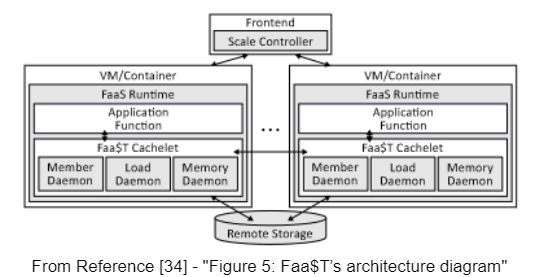 Frontend
Scale Controller
VM/Container
FaaS Runtime
Application
Function
Faa$T Cachelet
Member
Daemon
Load
Daemon
Memory
Daemon
...
VM/Container
FaaS Runtime
Application
Function
Faa$T Cachelet
Member
Daemon
Load
Daemon
Memory
Daemon
Remote Storage
From Reference [34] - "Figure 5: Faa$T’s architecture diagram"